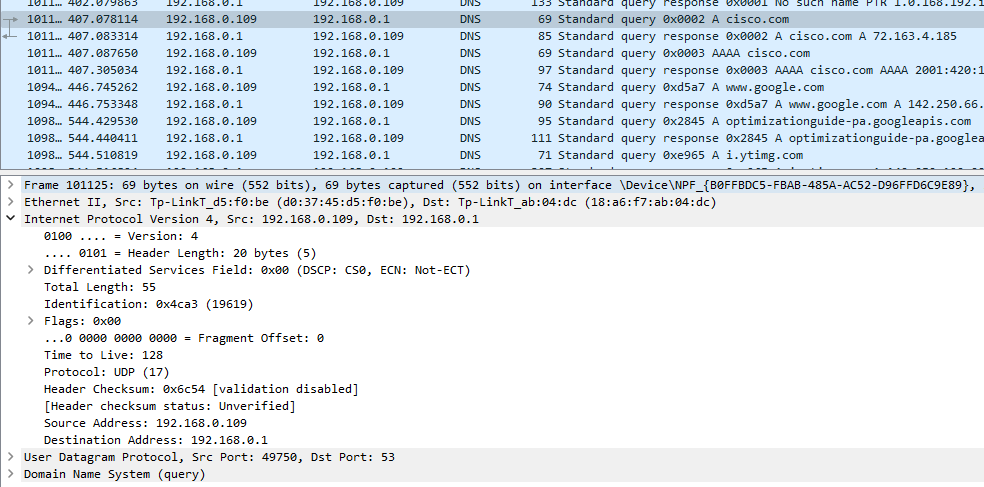 1011… 402.079863 192.168.0.1 192.168.0.109 DNS 133 Standard query response 0x0001 No such name PTR 1.0.168.192.i
1011… 407.078114 192.168.0.109 192.168.0.1 DNS 69 Standard query 0x0002 A cisco.com
1011… 407.083314 192.168.0.1 192.168.0.109 DNS 85 Standard query response 0x0002 A cisco.com A 72.163.4.185
1011… 407.087650 192.168.0.109 192.168.0.1 DNS 69 Standard query 0x0003 AAAA cisco.com
1011… 407.305034 192.168.0.1 192.168.0.109 DNS 97 Standard query response 0x0003 AAAA cisco.com AAAA 2001:420:1
1094… 446.745262 192.168.0.109 192.168.0.1 DNS 74 Standard query 0xd5a7 A www.google.com
1094… 446.753348 192.168.0.1 192.168.0.109 DNS 90 Standard query response 0xd5a7 A www.google.com A 142.250.66.
1098… 544.429530 192.168.0.109 192.168.0.1 DNS 95 Standard query 0x2845 A optimizationguide-pa.googleapis.com
1098… 544.440411 192.168.0.1 192.168.0.109 DNS 111 Standard query response 0x2845 A optimizationguide-pa.googlea
1098… 544.510819 192.168.0.109 192.168.0.1 DNS 71 Standard query 0xe965 A i.ytimg.com
Frame 101125: 69 bytes on wire (552 bits), 69 bytes captured (552 bits) on interface \Device\NPF_{B0FFBDC5-FBAB-485A-AC52-D96FFD6C9E89},
Ethernet II, Src: Tp-LinkT_d5:f0:be (d0:37:45:d5:f0:be), Dst: Tp-LinkT_ab:04:dc (18:a6:f7:ab:04:dc)
Internet Protocol Version 4, Src: 192.168.0.109, Dst: 192.168.0.1
0100 .... = Version: 4
.... 0101 = Header Length: 20 bytes (5)
Differentiated Services Field: 0x00 (DSCP: CS0, ECN: Not-ECT)
Total Length: 55
Identification: 0x4ca3 (19619)
Flags: 0x00
...0 0000 0000 0000 = Fragment Offset: 0
Time to Live: 128
Protocol: UDP (17)
Header Checksum: 0x6c54 [validation disabled]
[Header checksum status: Unverified]
Source Address: 192.168.0.109
Destination Address: 192.168.0.1
User Datagram Protocol, Src Port: 49750, Dst Port: 53
Domain Name System (query)